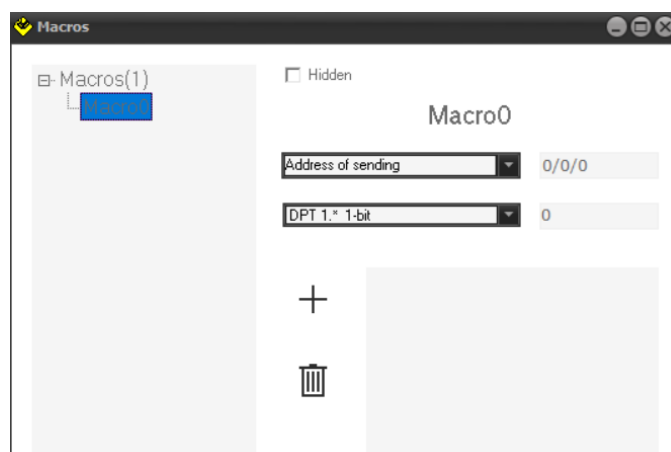 Macros
Macros(1)
Macro0
Hidden
Macro0
Address of sending
0/0/0
DPT 1.* 1-bit
0